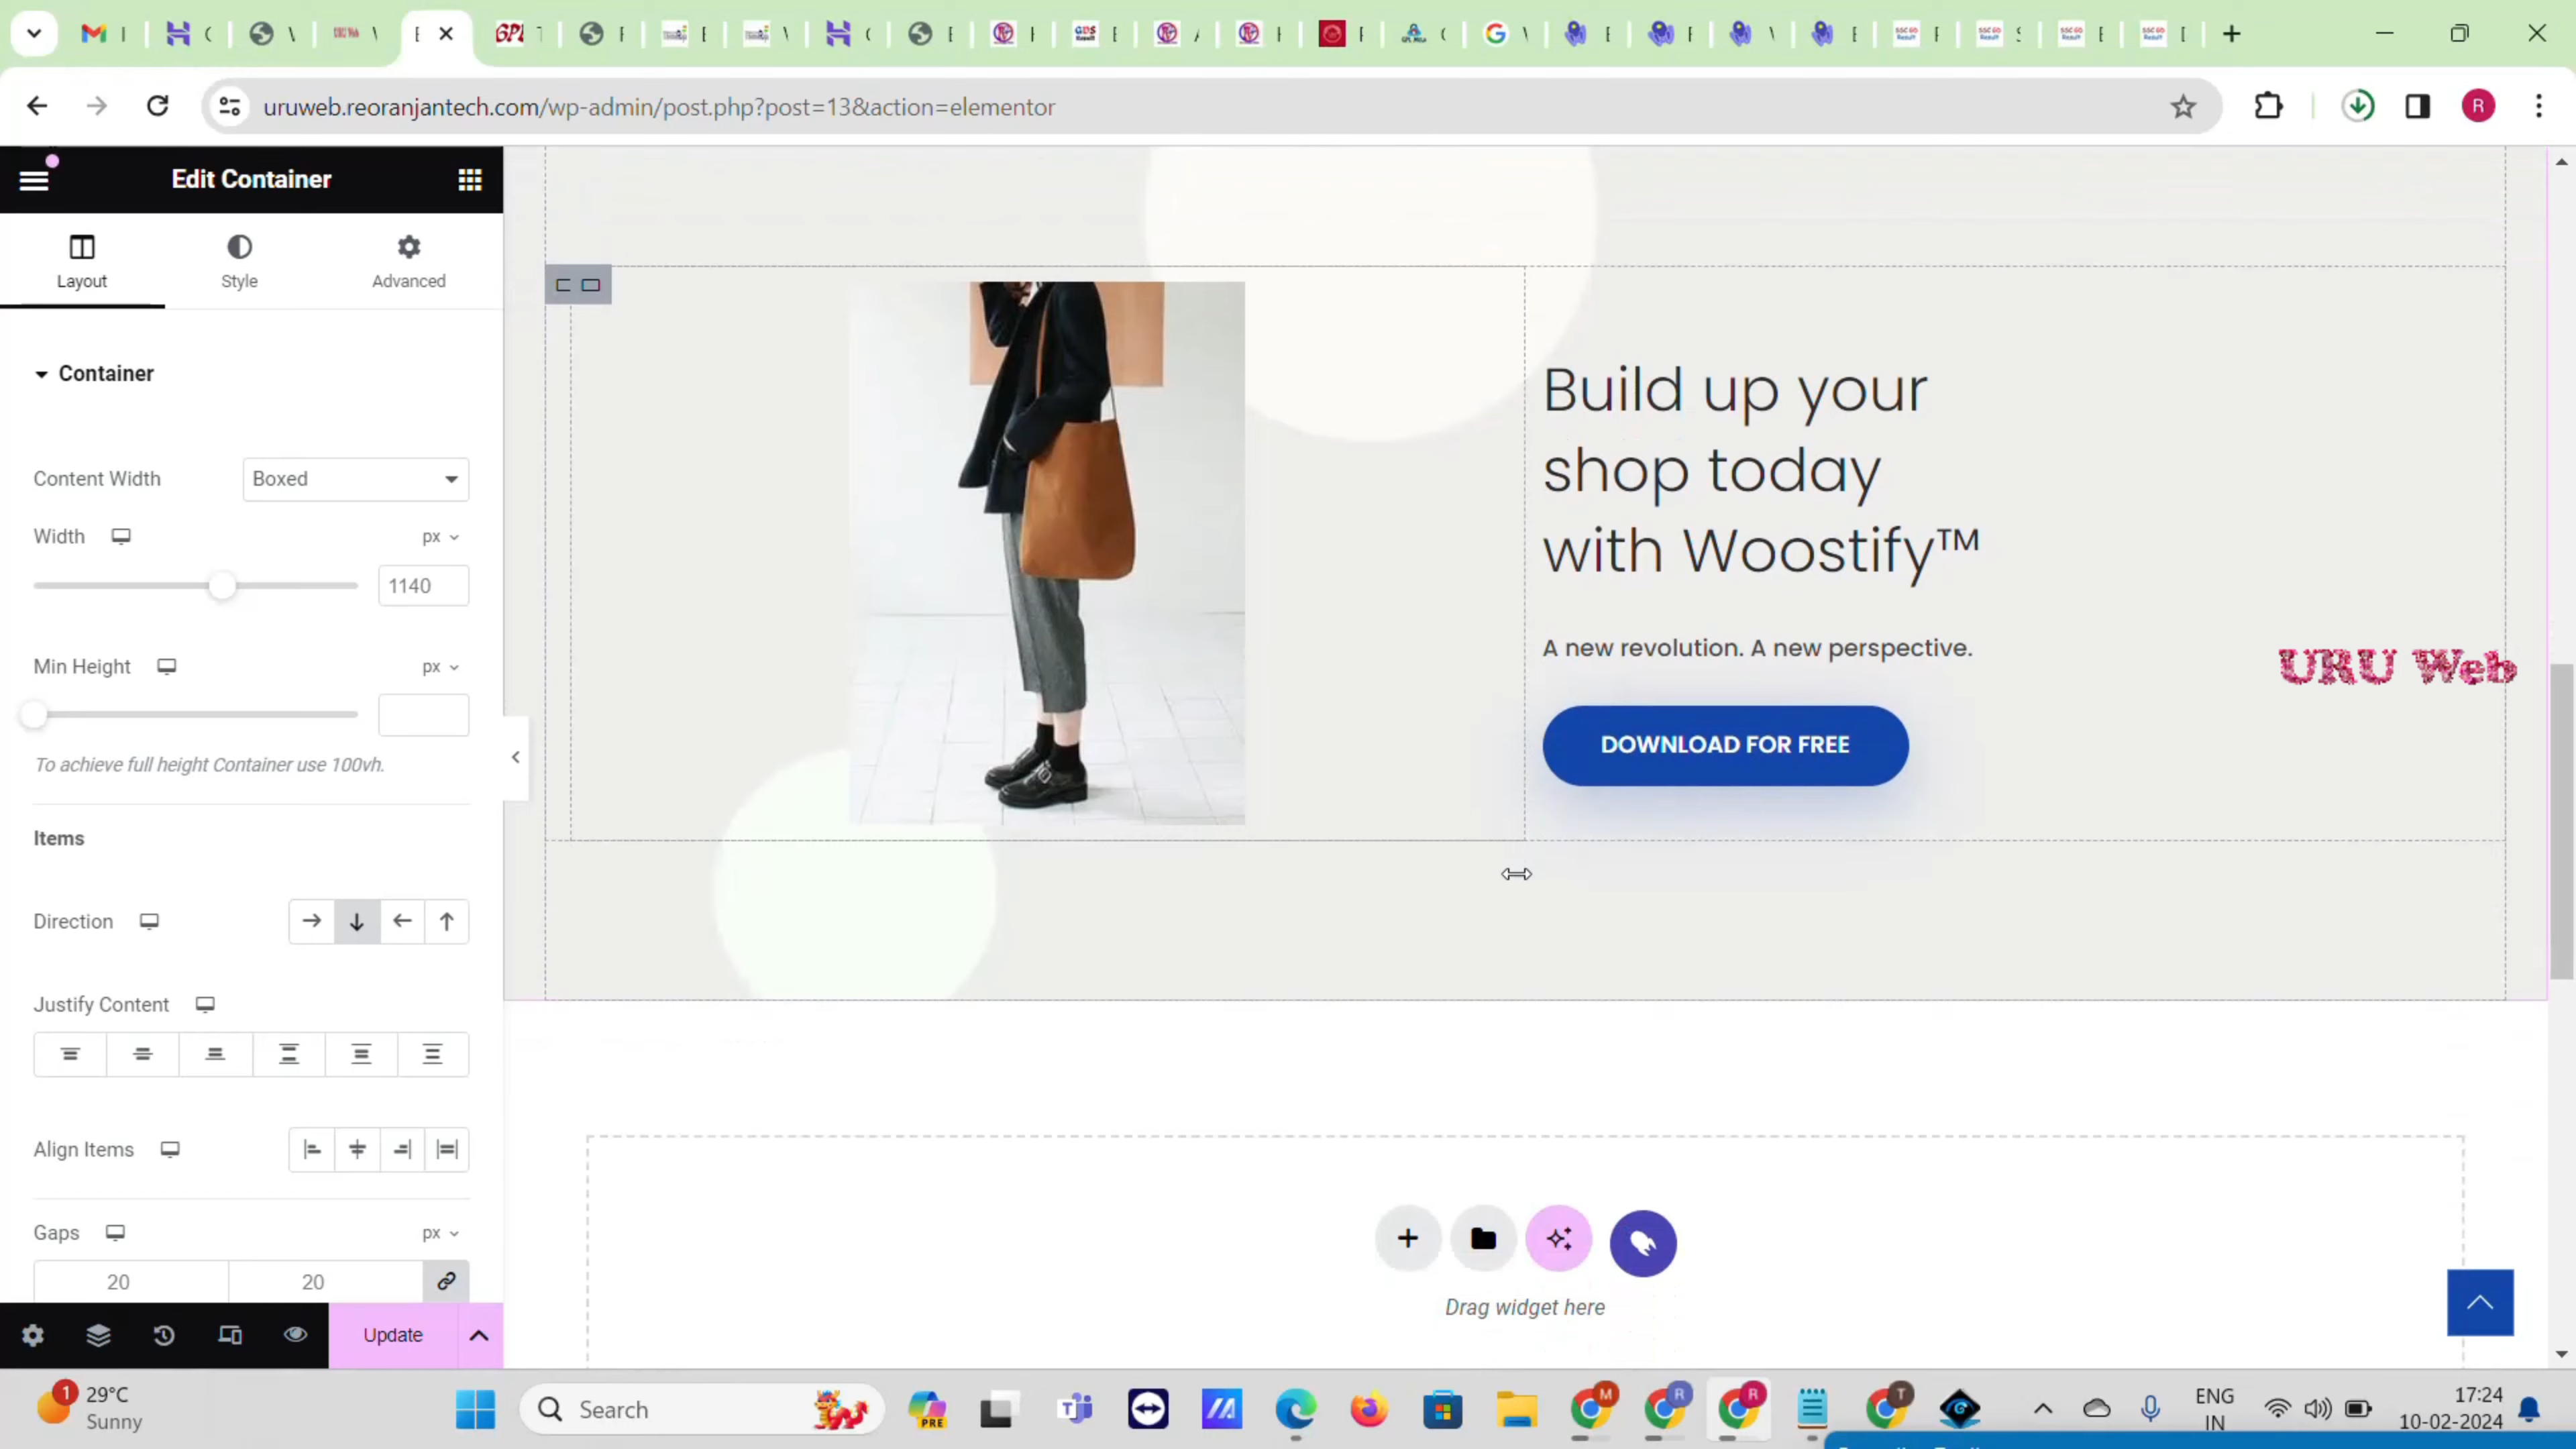 uruweb.reoranjantech.com/wp-admin/post.php?post=13&action=elementor
R
Edit Container
Layout
Style
Advanced
Container
Content Width
Boxed
Width
px
1140
Min Height
px
To achieve full height Container use 100vh.
Items
Direction
Justify Content
Align Items
Gaps
px
20
20
Update
Build up your
shop today
with Woostify™
A new revolution. A new perspective.
DOWNLOAD FOR FREE
URU Web
Drag widget here
1
29°C
Sunny
Search
PRE
M
R
R
T
ENG
IN
17:24
10-02-2024